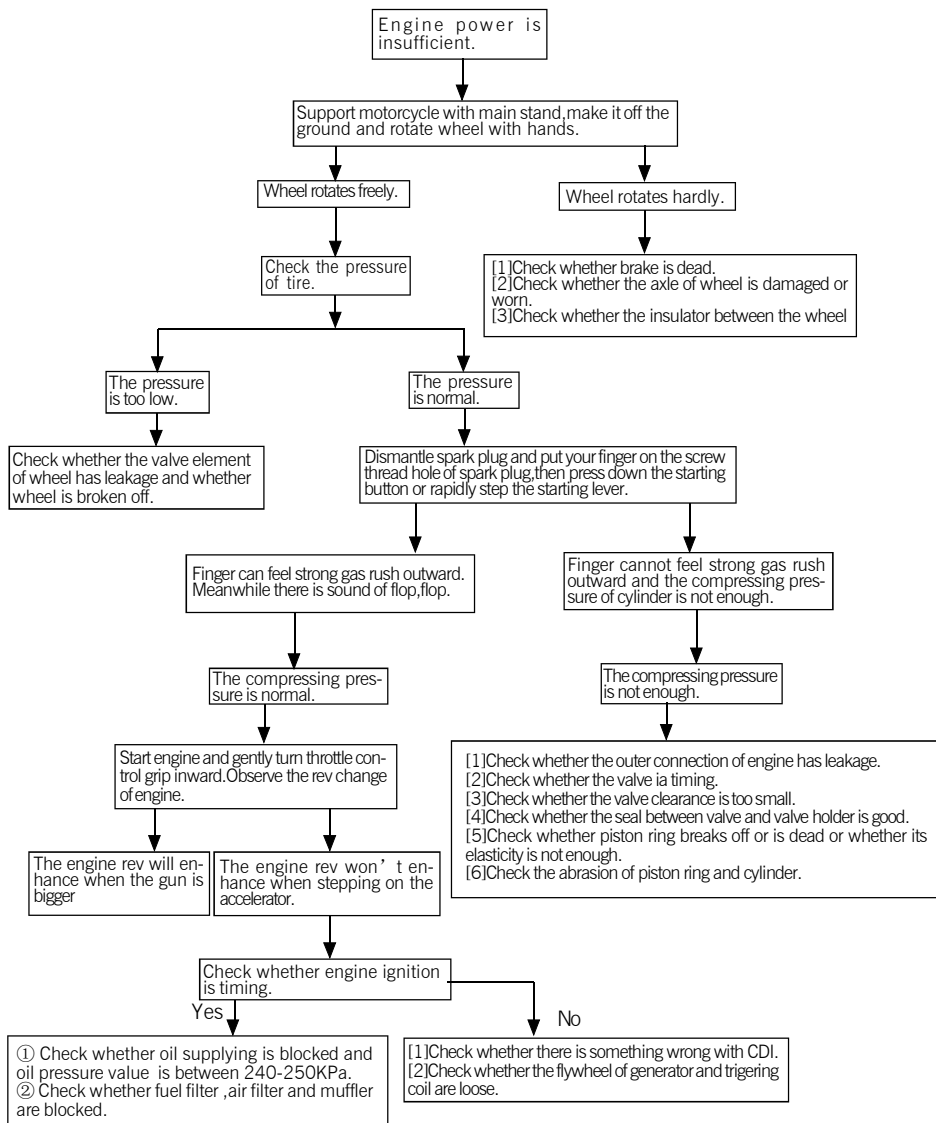 Engine power is
insufficient.
Support motorcycle with main stand,make it off the
ground and rotate wheel with hands.
Wheel rotates freely.
Wheel rotates hardly.
Check the pressure
of tire.
[1]Check whether brake is dead.
[2]Check whether the axle of wheel is damaged or
worn.
[3]Check whether the insulator between the wheel
The pressure
is too low.
The pressure
is normal.
Check whether the valve element
of wheel has leakage and whether
wheel is broken off.
Dismantle spark plug and put your finger on the screw
thread hole of spark plug,then press down the starting
button or rapidly step the starting lever.
Finger can feel strong gas rush outward.
Meanwhile there is sound of flop,flop.
Finger cannot feel strong gas rush
outward and the compressing pres-
sure of cylinder is not enough.
The compressing pres-
sure is normal.
The compressing pressure
is not enough.
Start engine and gently turn throttle con-
trol grip inward.Observe the rev change
of engine.
[1]Check whether the outer connection of engine has leakage.
[2]Check whether the valve ia timing.
[3]Check whether the valve clearance is too small.
[4]Check whether the seal between valve and valve holder is good.
[5]Check whether piston ring breaks off or is dead or whether its
elasticity is not enough.
[6]Check the abrasion of piston ring and cylinder.
The engine rev will en-
hance when the gun is
bigger
The engine rev won't en-
hance when stepping on the
accelerator.
Check whether engine ignition
is timing.
Yes
No
① Check whether oil supplying is blocked and
oil pressure value is between 240-250KPa.
② Check whether fuel filter ,air filter and muffler
are blocked.
[1]Check whether there is something wrong with CDI.
[2]Check whether the flywheel of generator and trigering
coil are loose.